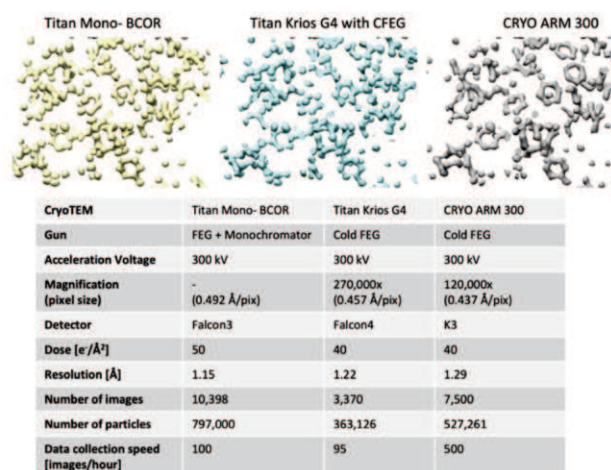 Titan Mono- BCOR Titan Krios G4 with CFEG CRYO ARM 300
CryoTEM Titan Mono- BCOR Titan Krios G4 CRYO ARM 300
Gun FEG + Monochromator Cold FEG Cold FEG
Acceleration Voltage 300 kV 300 kV 300 kV
Magnification - 270,000x 120,000x
(pixel size) (0.492 Å/pix) (0.457 Å/pix) (0.437 Å/pix)
Detector Falcon3 Falcon4 K3
Dose [e⁻/Å²] 50 40 40
Resolution [Å] 1.15 1.22 1.29
Number of images 10,398 3,370 7,500
Number of particles 797,000 363,126 527,261
Data collection speed 100 95 500
[images/hour]